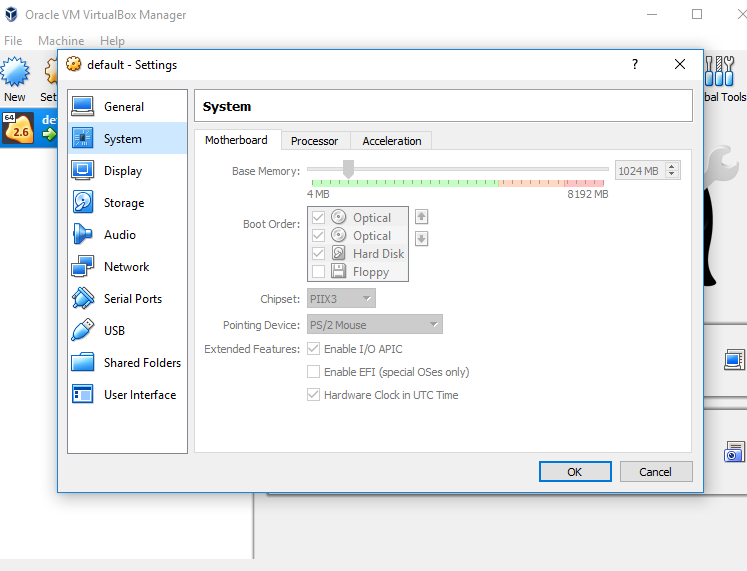 Oracle VM VirtualBox Manager
File Machine Help
default - Settings
?
New
Set
bal Tools
64
2.6
de
General
System
Display
Storage
Audio
Network
Serial Ports
USB
Shared Folders
User Interface
System
Motherboard Processor Acceleration
Base Memory: 1024 MB
4 MB 8192 MB
Boot Order:
Optical
Optical
Hard Disk
Floppy
Chipset: PIIX3
Pointing Device: PS/2 Mouse
Extended Features: Enable I/O APIC
Enable EFI (special OSes only)
Hardware Clock in UTC Time
OK Cancel